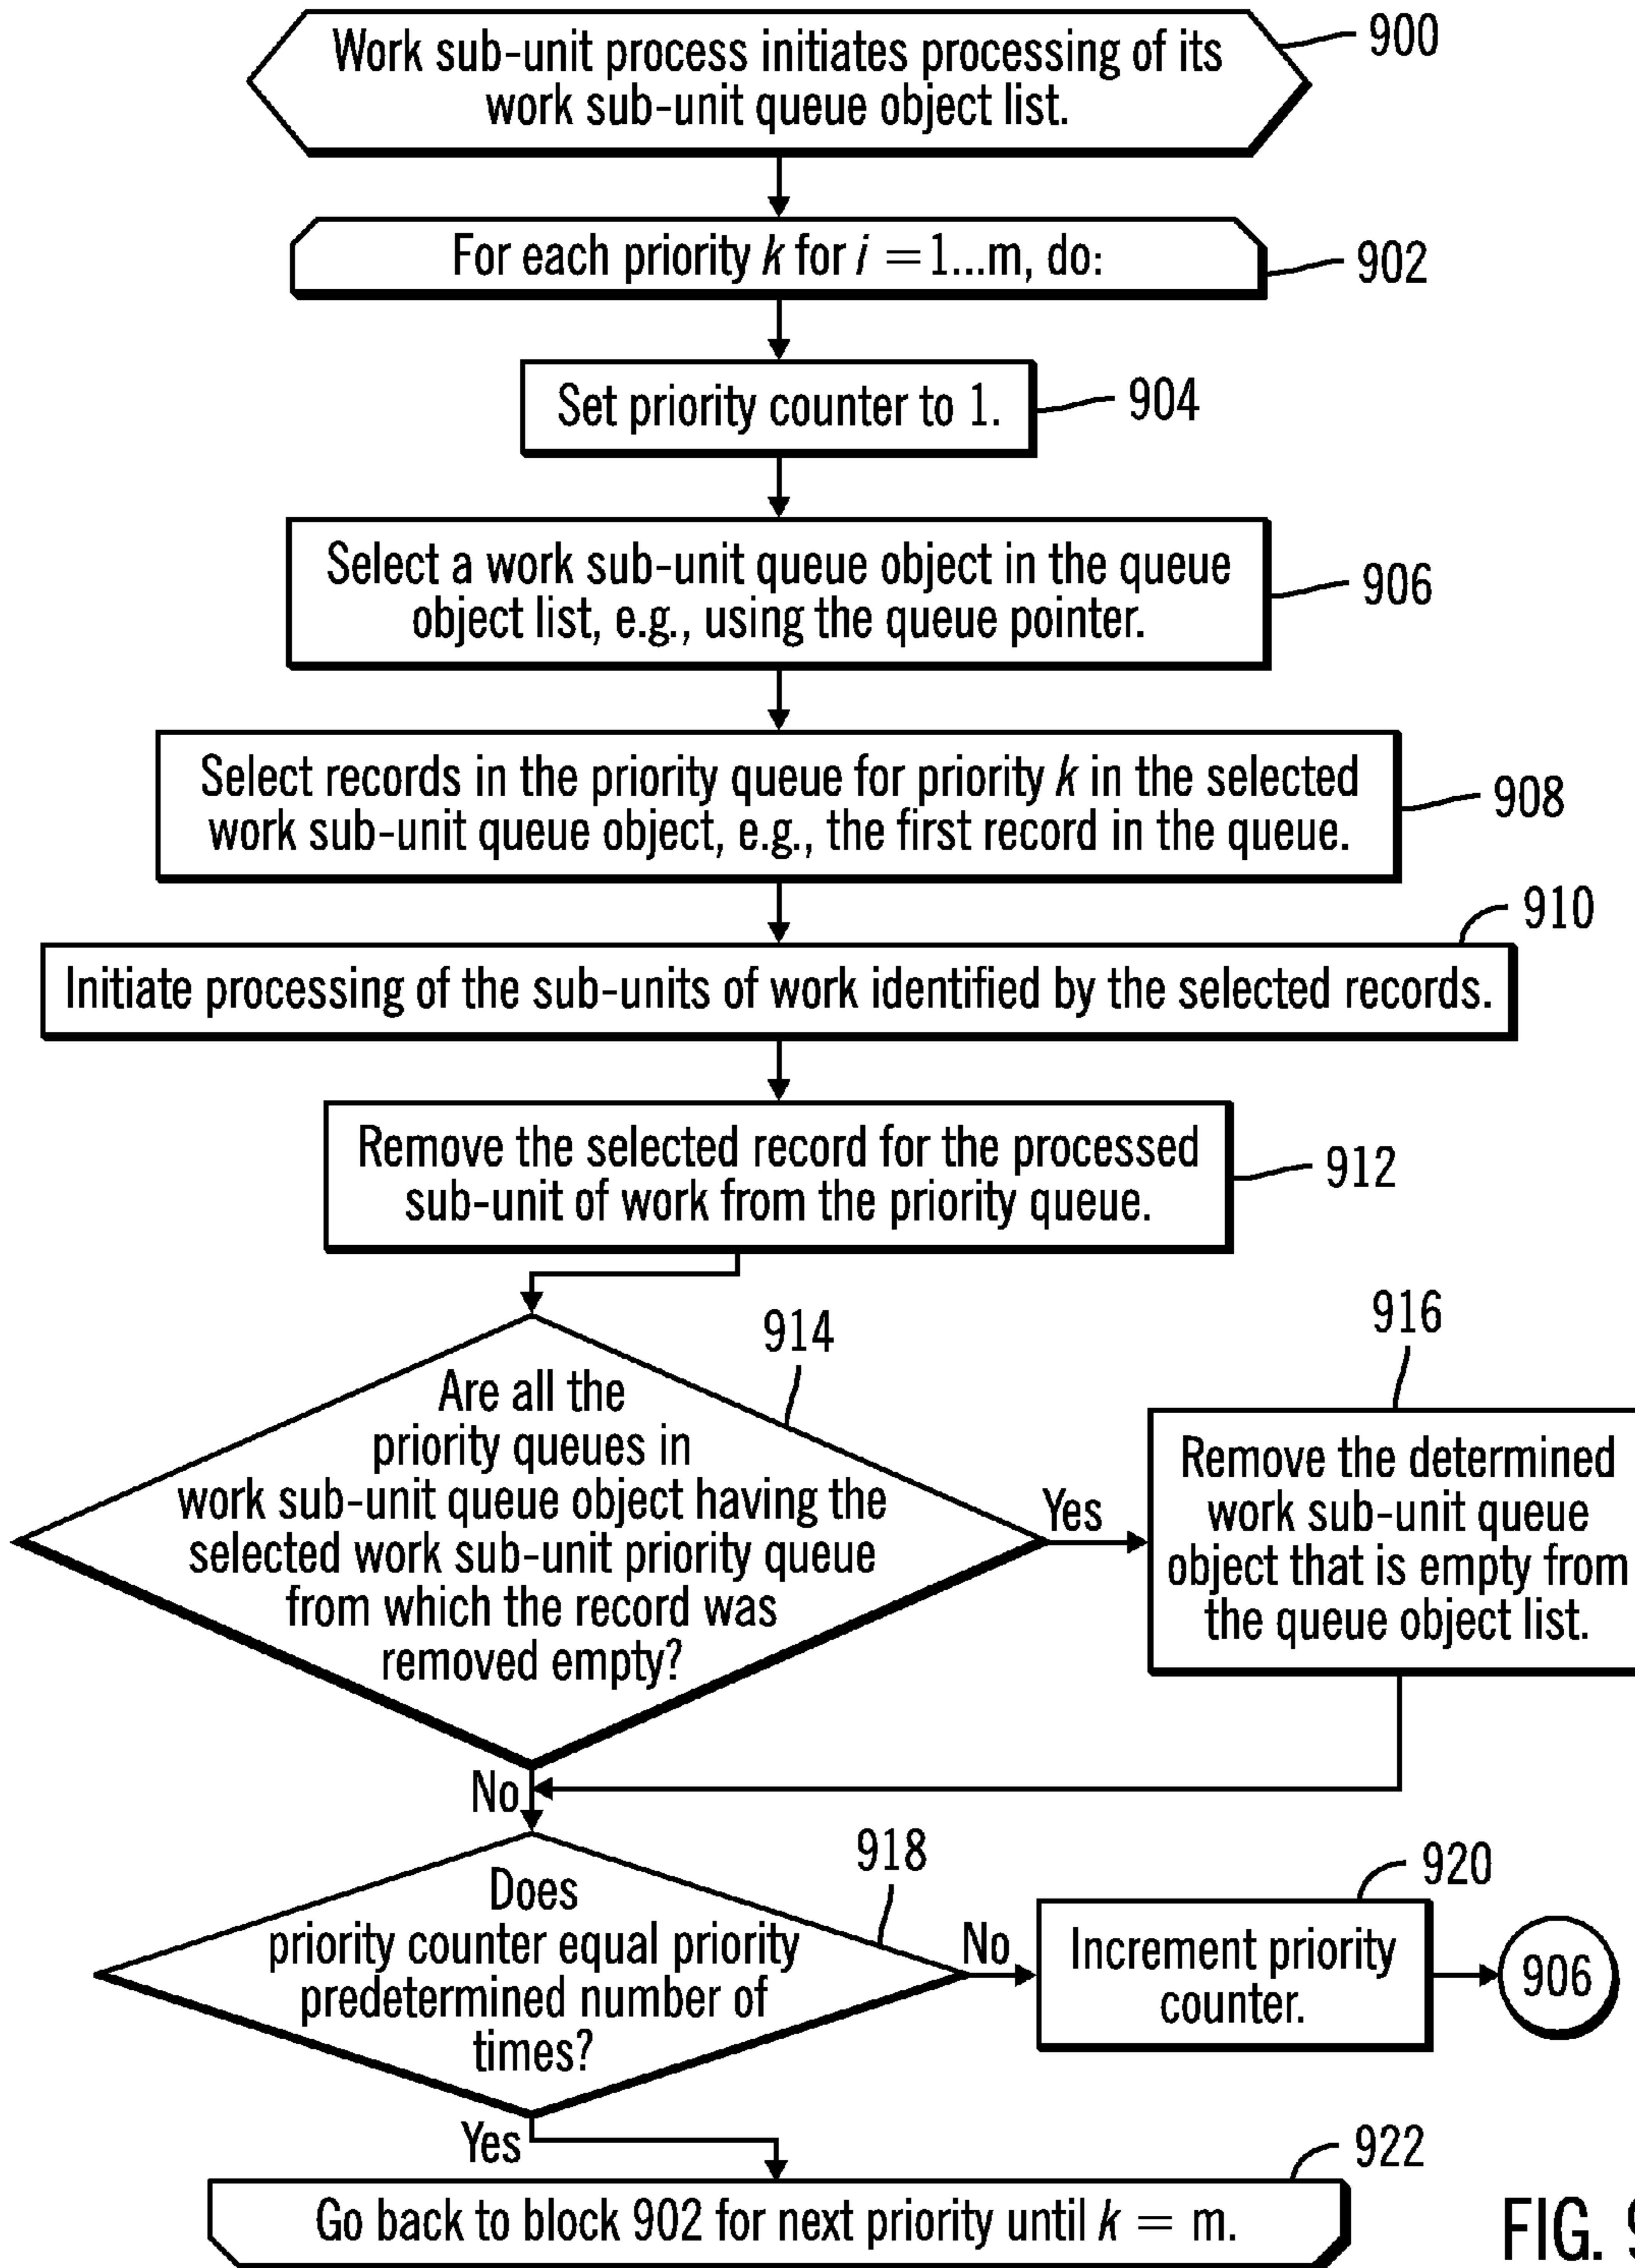 Work sub-unit process initiates processing of its
work sub-unit queue object list.
900
For each priority k for i = 1...m, do:
902
Set priority counter to 1.
904
Select a work sub-unit queue object in the queue
object list, e.g., using the queue pointer.
906
Select records in the priority queue for priority k in the selected
work sub-unit queue object, e.g., the first record in the queue.
908
910
Initiate processing of the sub-units of work identified by the selected records.
Remove the selected record for the processed
sub-unit of work from the priority queue.
912
914
Are all the
priority queues in
work sub-unit queue object having the
selected work sub-unit priority queue
from which the record was
removed empty?
Yes
916
Remove the determined
work sub-unit queue
object that is empty from
the queue object list.
No
918
Does
priority counter equal priority
predetermined number of
times?
No
920
Increment priority
counter.
906
Yes
922
Go back to block 902 for next priority until k = m.
FIG. 9